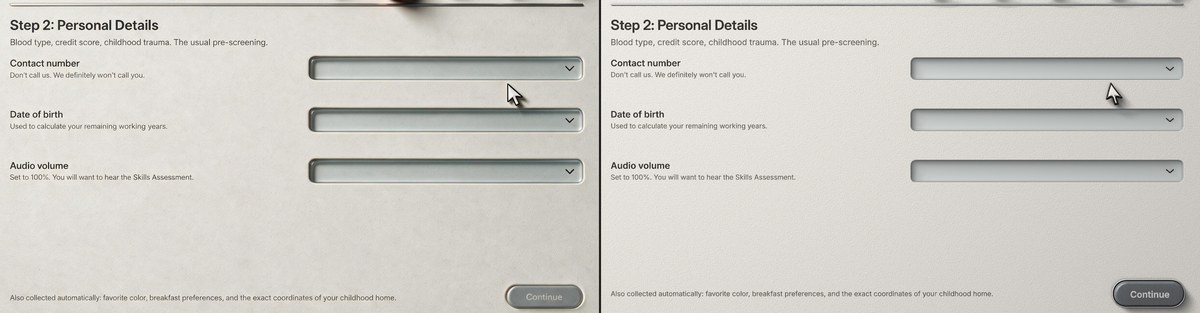 Step 2: Personal Details
Blood type, credit score, childhood trauma. The usual pre-screening.
Contact number
Don't call us. We definitely won't call you.
Date of birth
Used to calculate your remaining working years.
Audio volume
Set to 100%. You will want to hear the Skills Assessment.
Also collected automatically: favorite color, breakfast preferences, and the exact coordinates of your childhood home.
Continue
Step 2: Personal Details
Blood type, credit score, childhood trauma. The usual pre-screening.
Contact number
Don't call us. We definitely won't call you.
Date of birth
Used to calculate your remaining working years.
Audio volume
Set to 100%. You will want to hear the Skills Assessment.
Also collected automatically: favorite color, breakfast preferences, and the exact coordinates of your childhood home.
Continue